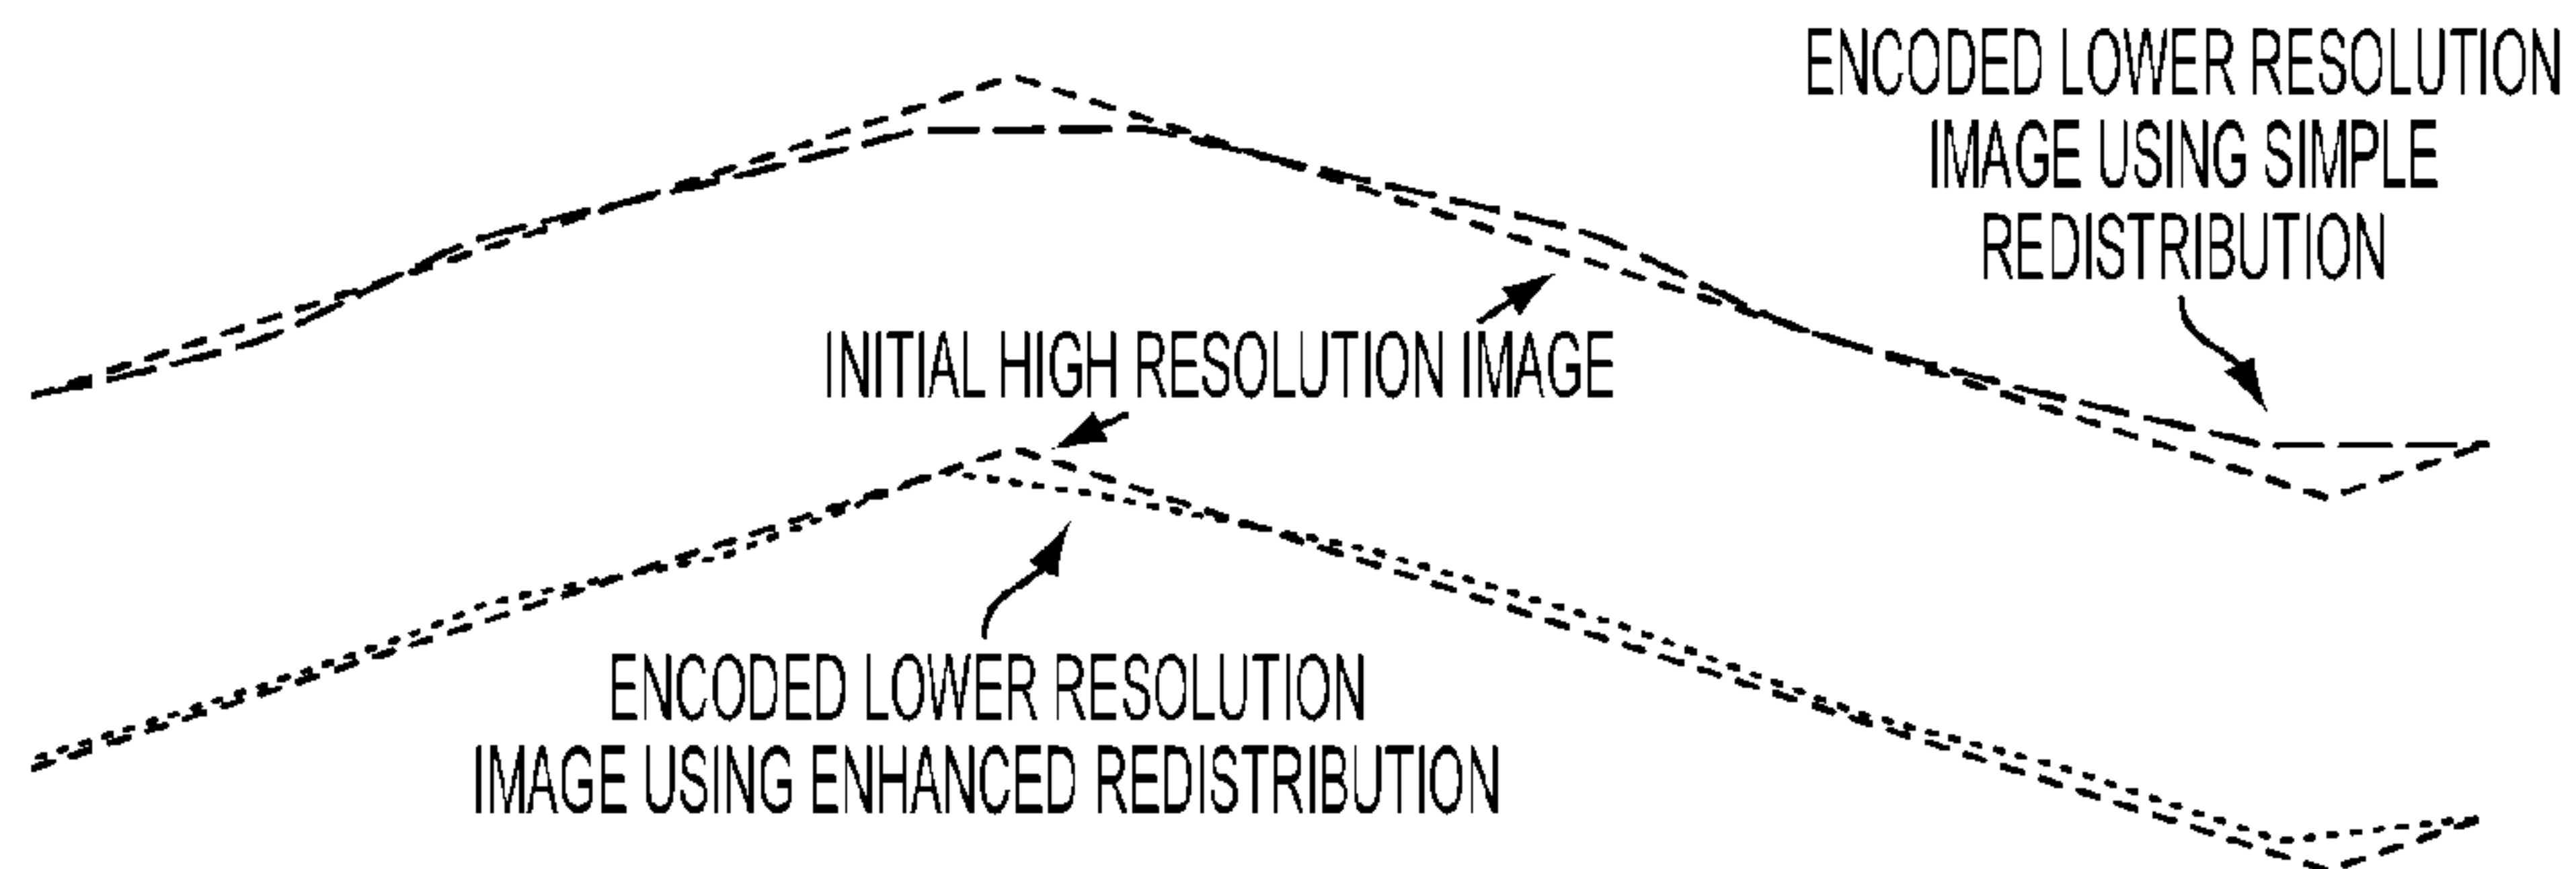 ENCODED LOWER RESOLUTION
IMAGE USING SIMPLE
REDISTRIBUTION
INITIAL HIGH RESOLUTION IMAGE
ENCODED LOWER RESOLUTION
IMAGE USING ENHANCED REDISTRIBUTION